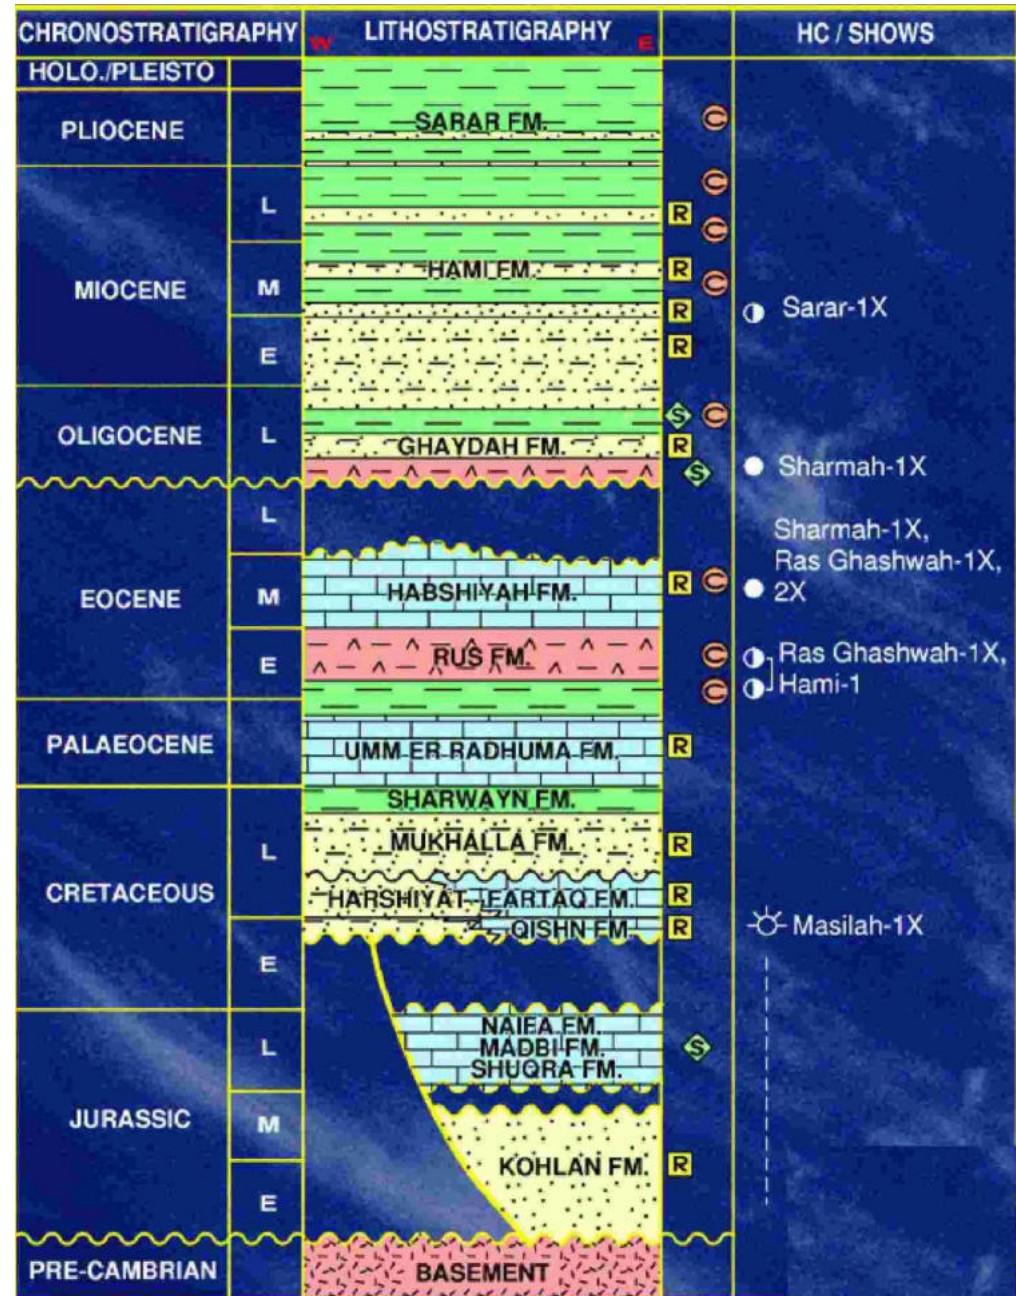 CHRONOSTRATIGRAPHY LITHOSTRATIGRAPHY HC / SHOWS
W E
HOLO./PLEISTO
PLIOCENE SARAR FM. C
C
L R
C
MIOCENE M HAMI FM. R
C
R Sarar-1X
E R
OLIGOCENE L S C
GHAYDAH FM. R
S Sharmah-1X
L
Sharmah-1X,
Ras Ghashwah-1X,
2X
EOCENE M HABSHIYAH FM. R C
E RUS FM. C Ras Ghashwah-1X,
C Hami-1
PALAEOCENE UMM ER RADHUMA FM. R
SHARWAYN FM.
L MUKHALLA FM. R
CRETACEOUS HARSHIYAT FARTAQ FM. R
QISHN FM. R Masilah-1X
E
NAIFA FM.
L MADBI FM. S
SHUQRA FM.
JURASSIC M
KOHLAN FM. R
E
PRE-CAMBRIAN BASEMENT